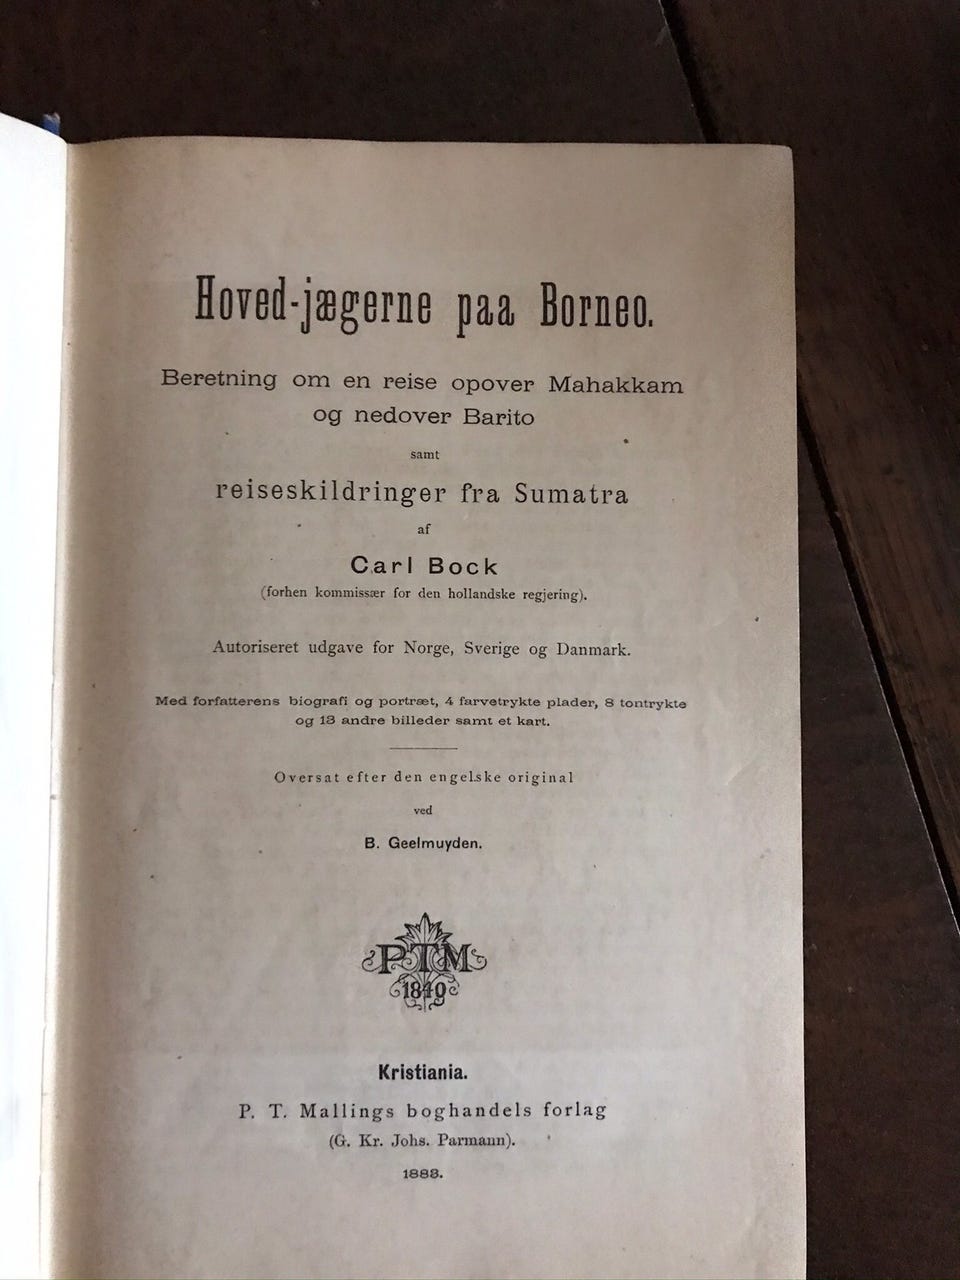 Hoved-jægerne paa Borneo.
Beretning om en reise opover Mahakkam
og nedover Barito
samt
reiseskildringer fra Sumatra
af
Carl Bock
(forhen kommissær for den hollandske regjering).
Autoriseret udgave for Norge, Sverige og Danmark.
Med forfatterens biografi og portræt, 4 farvetrykte plader, 8 tontrykte
og 13 andre billeder samt et kart.
Oversat efter den engelske original
ved
B. Geelmuyden.
PTM
1849
Kristiania.
P. T. Mallings boghandels forlag
(G. Kr. Johs. Parmann).
1883.